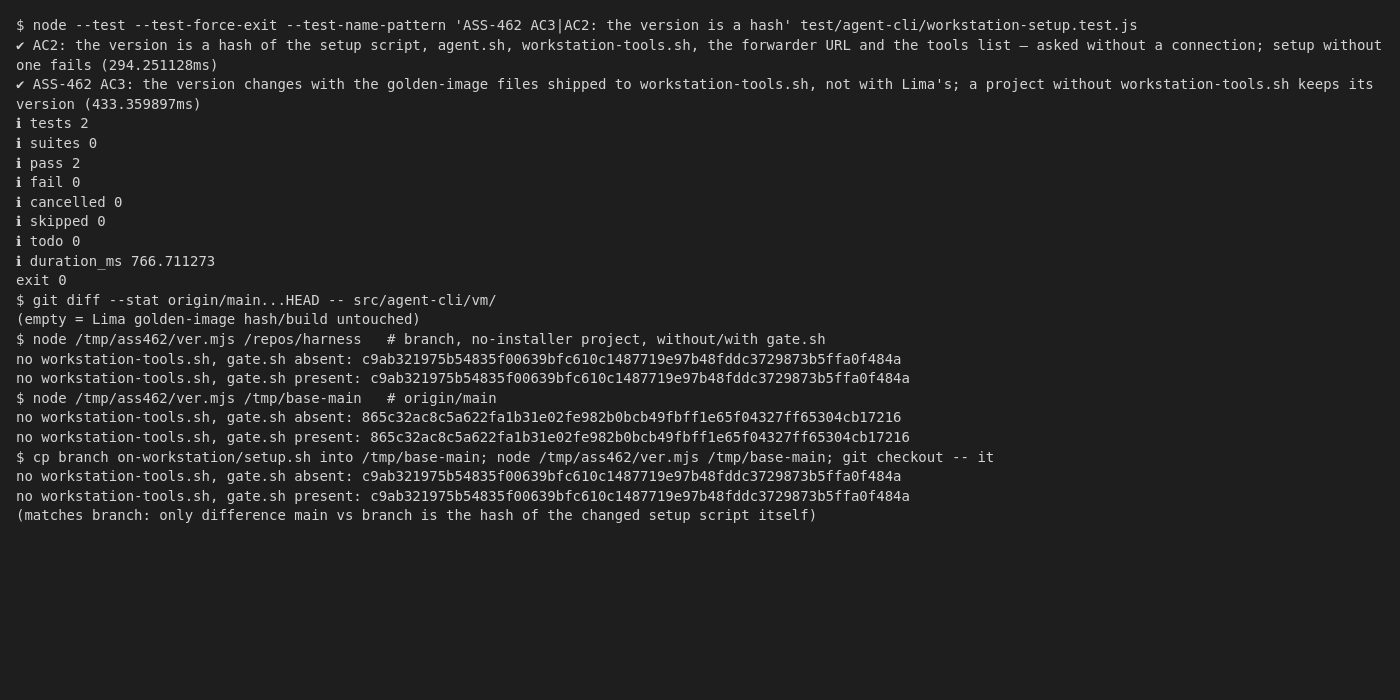 $ node --test --test-force-exit --test-name-pattern 'ASS-462 AC3|AC2: the version is a hash' test/agent-cli/workstation-setup.test.js
✔ AC2: the version is a hash of the setup script, agent.sh, workstation-tools.sh, the forwarder URL and the tools list — asked without a connection; setup without
one fails (294.251128ms)
✔ ASS-462 AC3: the version changes with the golden-image files shipped to workstation-tools.sh, not with Lima's; a project without workstation-tools.sh keeps its
version (433.359897ms)
ℹ tests 2
ℹ suites 0
ℹ pass 2
ℹ fail 0
ℹ cancelled 0
ℹ skipped 0
ℹ todo 0
ℹ duration_ms 766.711273
exit 0
$ git diff --stat origin/main...HEAD -- src/agent-cli/vm/
(empty = Lima golden-image hash/build untouched)
$ node /tmp/ass462/ver.mjs /repos/harness   # branch, no-installer project, without/with gate.sh
no workstation-tools.sh, gate.sh absent: c9ab321975b54835f00639bfc610c1487719e97b48fddc3729873b5ffa0f484a
no workstation-tools.sh, gate.sh present: c9ab321975b54835f00639bfc610c1487719e97b48fddc3729873b5ffa0f484a
$ node /tmp/ass462/ver.mjs /tmp/base-main   # origin/main
no workstation-tools.sh, gate.sh absent: 865c32ac8c5a622fa1b31e02fe982b0bcb49fbff1e65f04327ff65304cb17216
no workstation-tools.sh, gate.sh present: 865c32ac8c5a622fa1b31e02fe982b0bcb49fbff1e65f04327ff65304cb17216
$ cp branch on-workstation/setup.sh into /tmp/base-main; node /tmp/ass462/ver.mjs /tmp/base-main; git checkout -- it
no workstation-tools.sh, gate.sh absent: c9ab321975b54835f00639bfc610c1487719e97b48fddc3729873b5ffa0f484a
no workstation-tools.sh, gate.sh present: c9ab321975b54835f00639bfc610c1487719e97b48fddc3729873b5ffa0f484a
(matches branch: only difference main vs branch is the hash of the changed setup script itself)